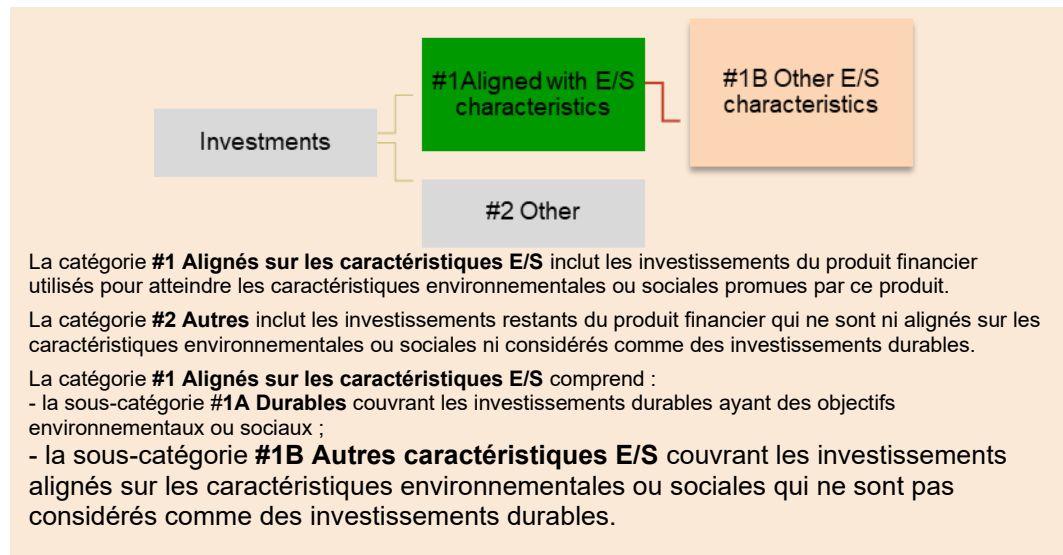 #1Aligned with E/S
characteristics
#1B Other E/S
characteristics
Investments
#2 Other
La catégorie #1 Alignés sur les caractéristiques E/S inclut les investissements du produit financier
utilisés pour atteindre les caractéristiques environnementales ou sociales promues par ce produit.
La catégorie #2 Autres inclut les investissements restants du produit financier qui ne sont ni alignés sur les
caractéristiques environnementales ou sociales ni considérés comme des investissements durables.
La catégorie #1 Alignés sur les caractéristiques E/S comprend :
- la sous-catégorie #1A Durables couvrant les investissements durables ayant des objectifs
environnementaux ou sociaux ;
- la sous-catégorie #1B Autres caractéristiques E/S couvrant les investissements
alignés sur les caractéristiques environnementales ou sociales qui ne sont pas
considérés comme des investissements durables.